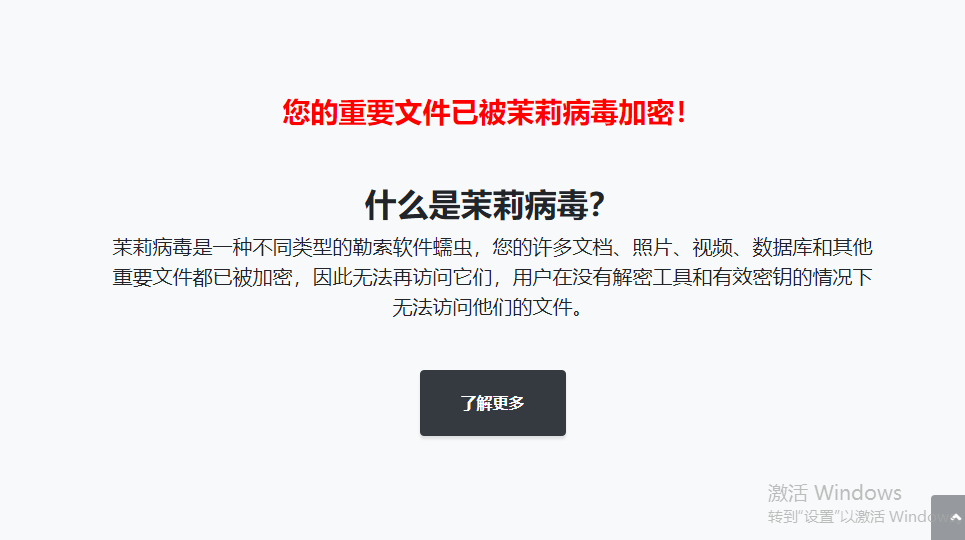 您的重要文件已被茉莉病毒加密！
什么是茉莉病毒？
茉莉病毒是一种不同类型的勒索软件蠕虫，您的许多文档、照片、视频、数据库和其他
重要文件都已被加密，因此无法再访问它们，用户在没有解密工具和有效密钥的情况下
无法访问他们的文件。
了解更多
激活 Windows
转到“设置”以激活 Windows